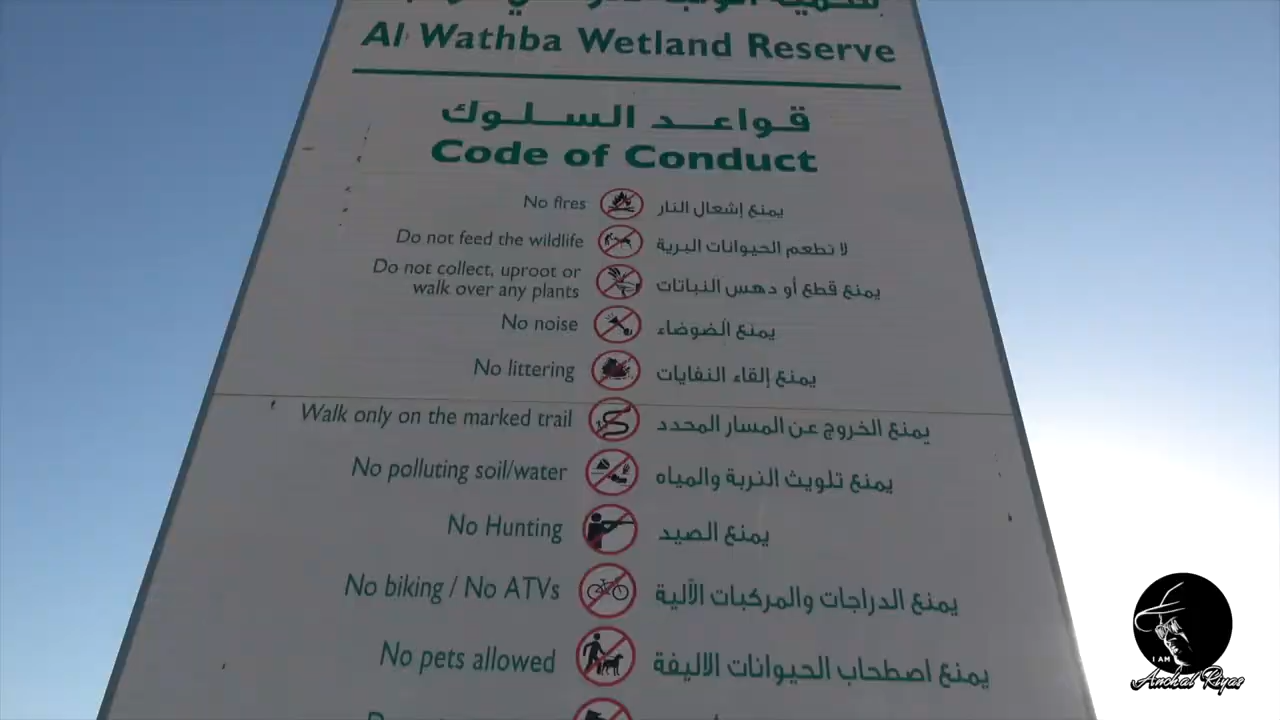 Al Wathba Wetland Reserve
قواعد السلوك
Code of Conduct
No fires يمنع إشعال النار
Do not feed the wildlife لا تطعم الحيوانات البرية
Do not collect, uproot or
walk over any plants يمنع قطع أو دهس النباتات
No noise يمنع الضوضاء
No littering يمنع إلقاء النفايات
Walk only on the marked trail يمنع الخروج عن المسار المحدد
No polluting soil/water يمنع تلويث التربة والمياه
No Hunting يمنع الصيد
No biking / No ATVs يمنع الدراجات والمركبات الآلية
No pets allowed يمنع اصطحاب الحيوانات الاليفة
I AM
Anokal Riyas